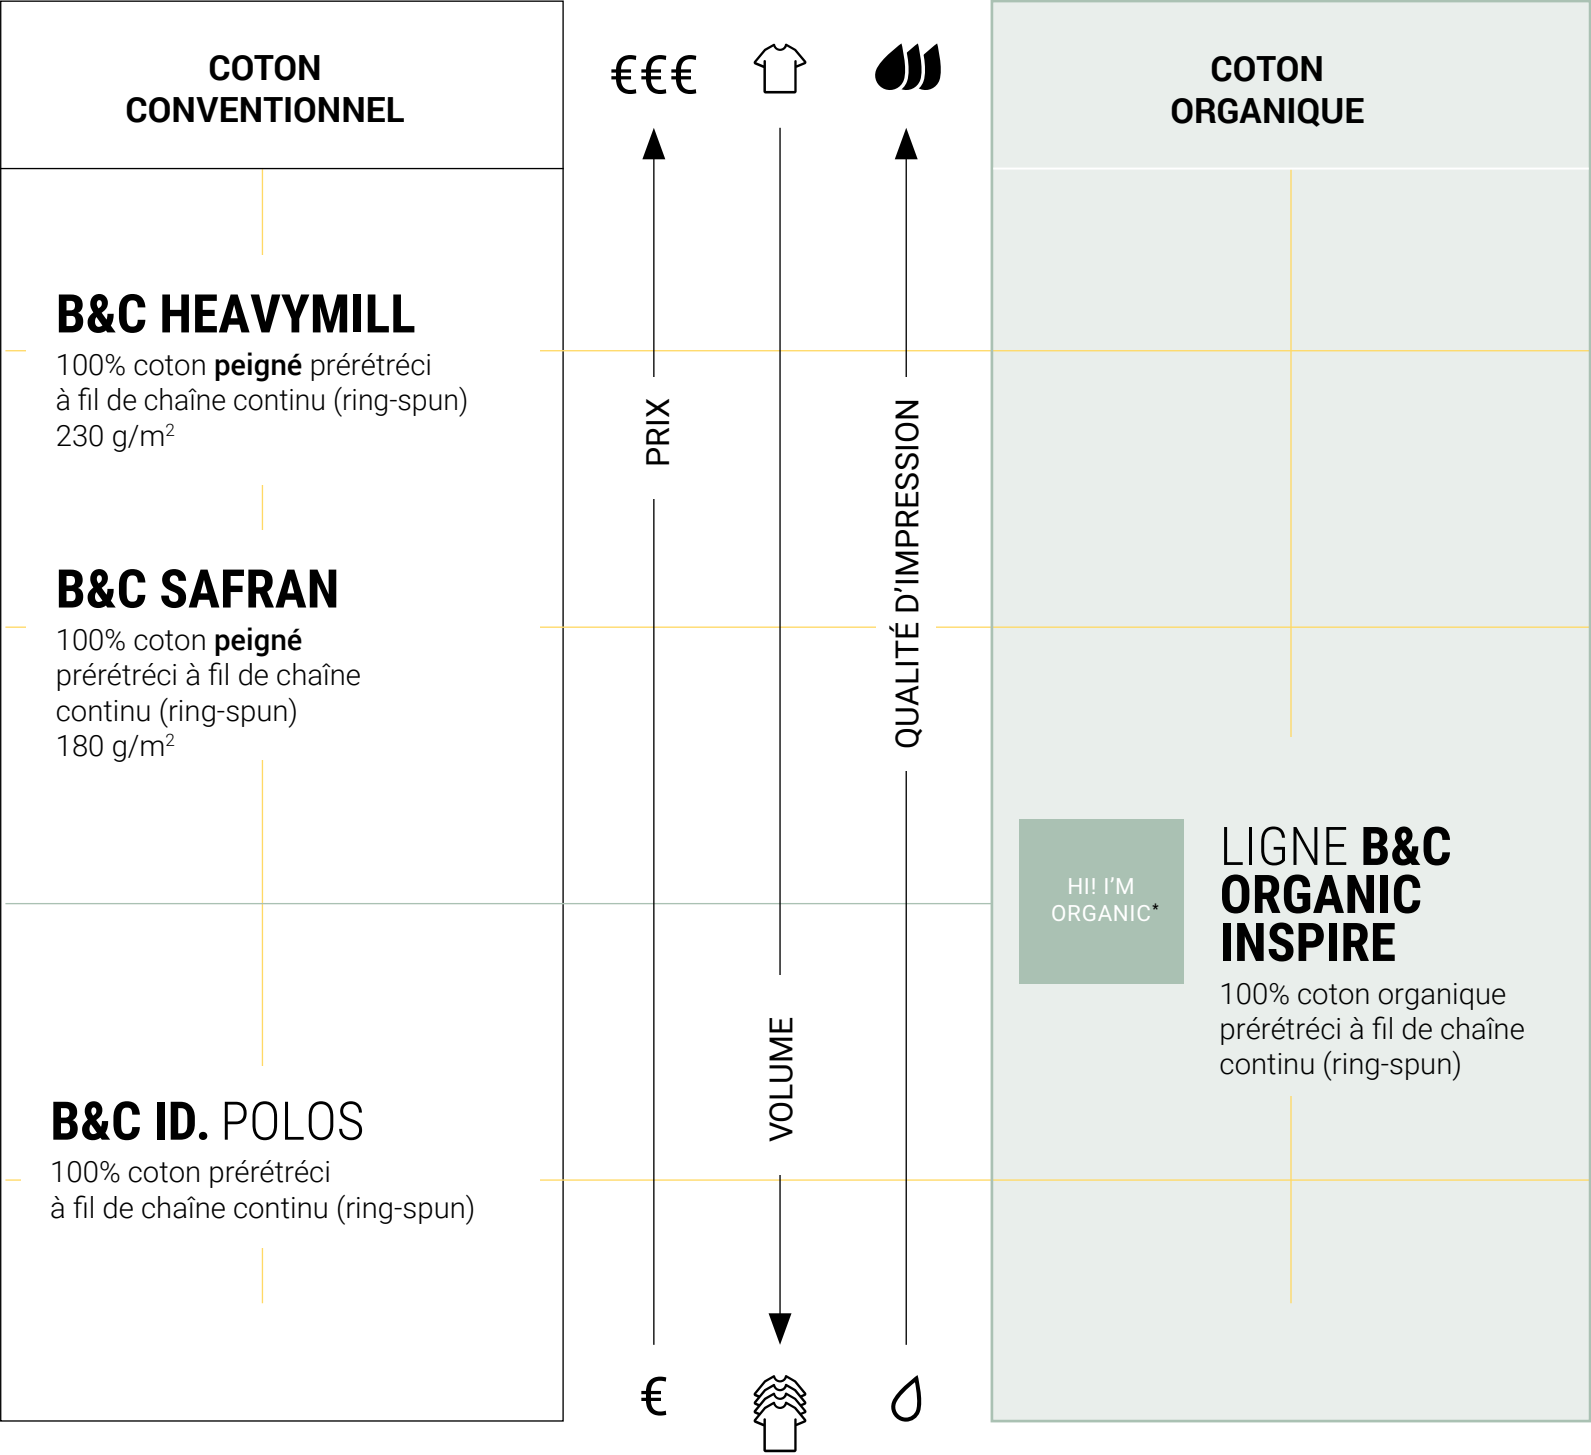 COTON
CONVENTIONNEL
B&C HEAVYMILL
100% coton peigné prérétréci
à fil de chaîne continu (ring-spun)
230 g/m²
B&C SAFRAN
100% coton peigné
prérétréci à fil de chaîne
continu (ring-spun)
180 g/m²
B&C ID. POLOS
100% coton prérétréci
à fil de chaîne continu (ring-spun)
€€€
PRIX
€
VOLUME
QUALITÉ D'IMPRESSION
COTON
ORGANIQUE
HI! I'M
ORGANIC*
LIGNE B&C
ORGANIC
INSPIRE
100% coton organique
prérétréci à fil de chaîne
continu (ring-spun)